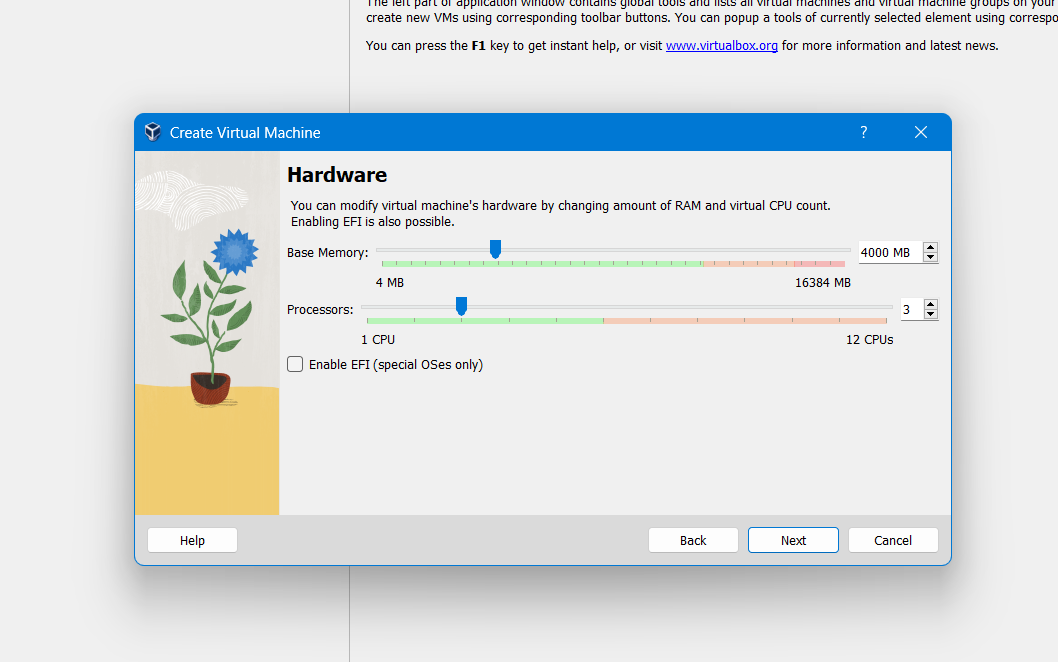 The left part of application window contains global tools and lists all virtual machines and virtual machine groups on your
create new VMs using corresponding toolbar buttons. You can popup a tools of currently selected element using
You can press the F1 key to get instant help, or visit www.virtualbox.org for more information and latest news.
Create Virtual Machine
?
Hardware
You can modify virtual machine's hardware by changing amount of RAM and virtual CPU count.
Enabling EFI is also possible.
Base Memory: 4000 MB
4 MB 16384 MB
Processors: 3
1 CPU 12 CPUs
Enable EFI (special OSes only)
Help Back Next Cancel